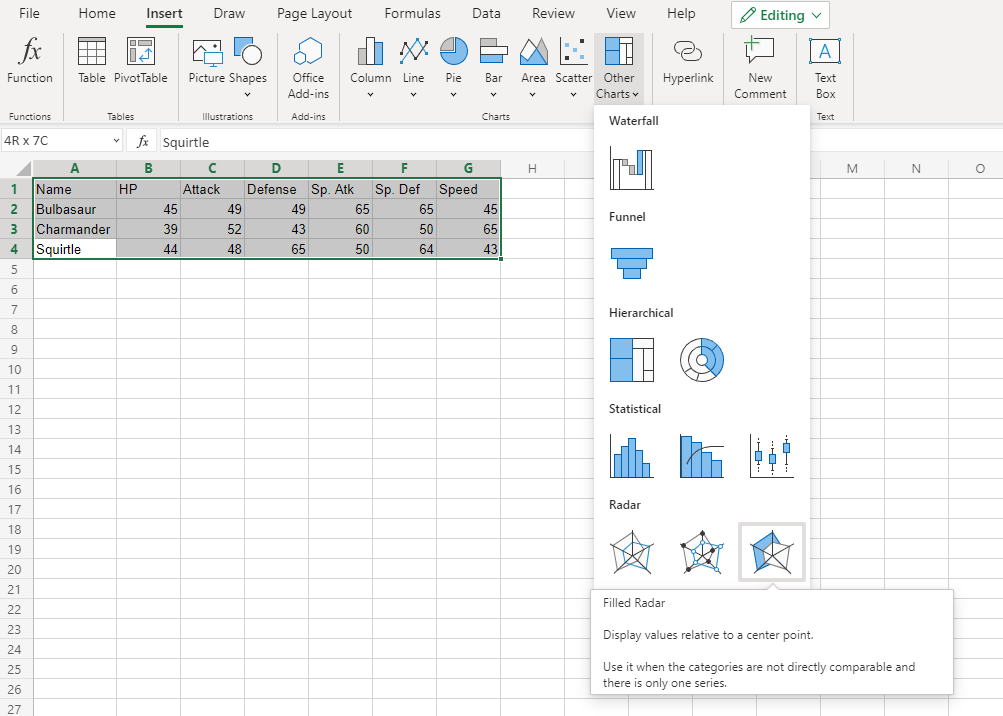 File Home Insert Draw Page Layout Formulas Data Review View Help Editing
fx
Function Table PivotTable Picture Shapes Office Add-ins Column Line Pie Bar Area Scatter Other Charts Hyperlink New Comment A Text Box
Functions Tables Illustrations Add-ins Charts Text
4R x 7C fx Squirtle
A B C D E F G H M N O
1 Name HP Attack Defense Sp. Atk Sp. Def Speed
2 Bulbasaur 45 49 49 65 65 45
3 Charmander 39 52 43 60 50 65
4 Squirtle 44 48 65 50 64 43
5
6
7
8
9
10
11
12
13
14
15
16
17
18
19
20
21
22
23
24
25
26
27
Waterfall
Funnel
Hierarchical
Statistical
Radar
Filled Radar
Display values relative to a center point.
Use it when the categories are not directly comparable and
there is only one series.